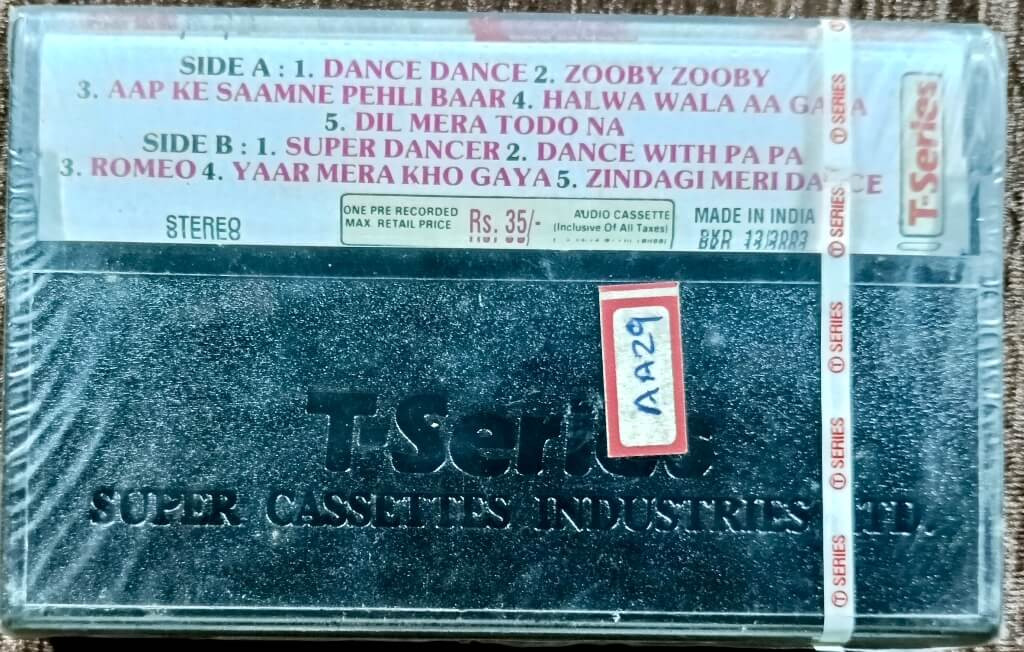 SIDE A : 1. DANCE DANCE 2. ZOOBY ZOOBY
3. AAP KE SAAMNE PEHLI BAAR 4. HALWA WALA AA
5. DIL MERA TODO NA
SIDE B : 1. SUPER DANCER 2. DANCE WITH PA PA
3. ROMEO 4. YAAR MERA KHO GAYA 5. ZINDAGI MERI DANCE
T-Series
STEREO
ONE PRE RECORDED
MAX. RETAIL PRICE
Rs. 35/-
AUDIO CASSETTE
(Inclusive Of All Taxes)
MADE IN INDIA
T SERIES
T SERIES
T SERIES
T SERIES
T SERIES
AA29
T-Series
SUPER CASSETTES INDUSTRIES LTD.